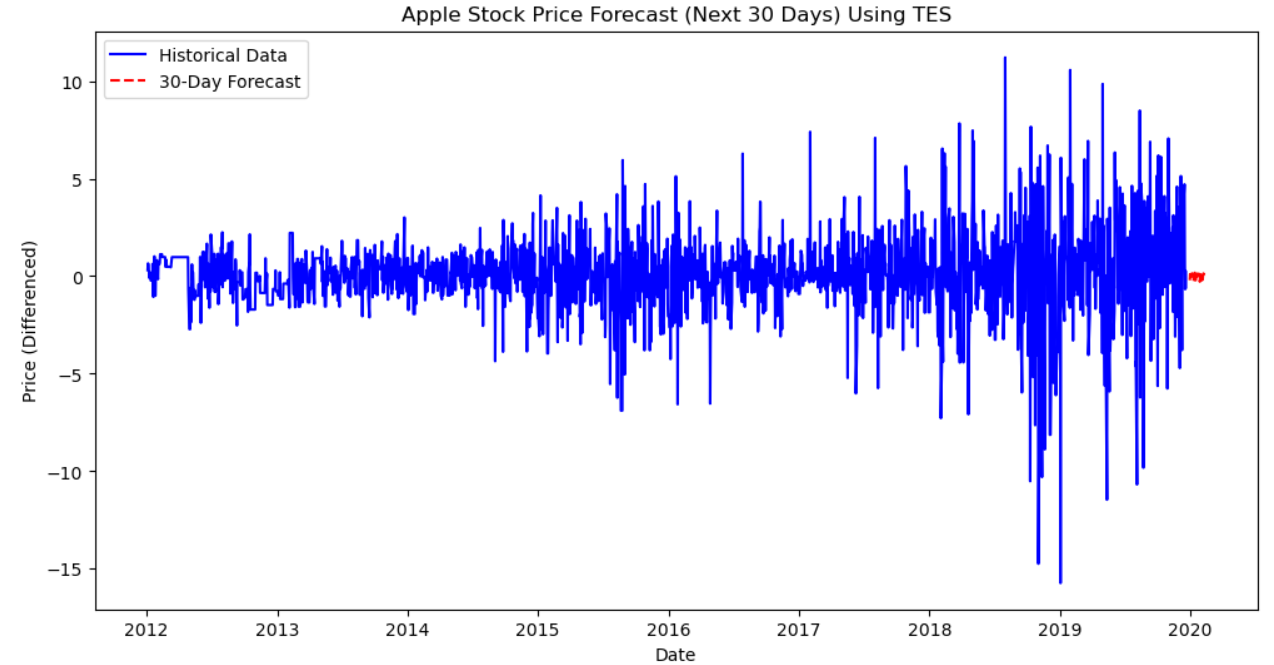 Apple Stock Price Forecast (Next 30 Days) Using TES
Historical Data
30-Day Forecast
Price (Differenced)
10
5
0
−5
−10
−15
2012 2013 2014 2015 2016 2017 2018 2019 2020
Date